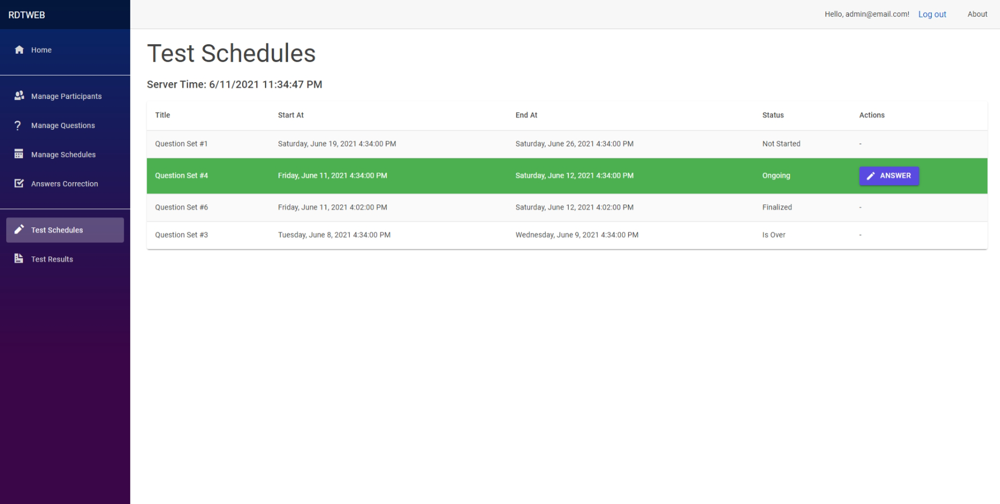 RDTWEB
Hello, admin@email.com! Log out About
Home
Manage Participants
Manage Questions
Manage Schedules
Answers Correction
Test Schedules
Test Results
Test Schedules
Server Time: 6/11/2021 11:34:47 PM
Title Start At End At Status Actions
Question Set #1 Saturday, June 19, 2021 4:34:00 PM Saturday, June 26, 2021 4:34:00 PM Not Started -
Question Set #4 Friday, June 11, 2021 4:34:00 PM Saturday, June 12, 2021 4:34:00 PM Ongoing ANSWER
Question Set #6 Friday, June 11, 2021 4:02:00 PM Saturday, June 12, 2021 4:02:00 PM Finalized -
Question Set #3 Tuesday, June 8, 2021 4:34:00 PM Wednesday, June 9, 2021 4:34:00 PM Is Over -